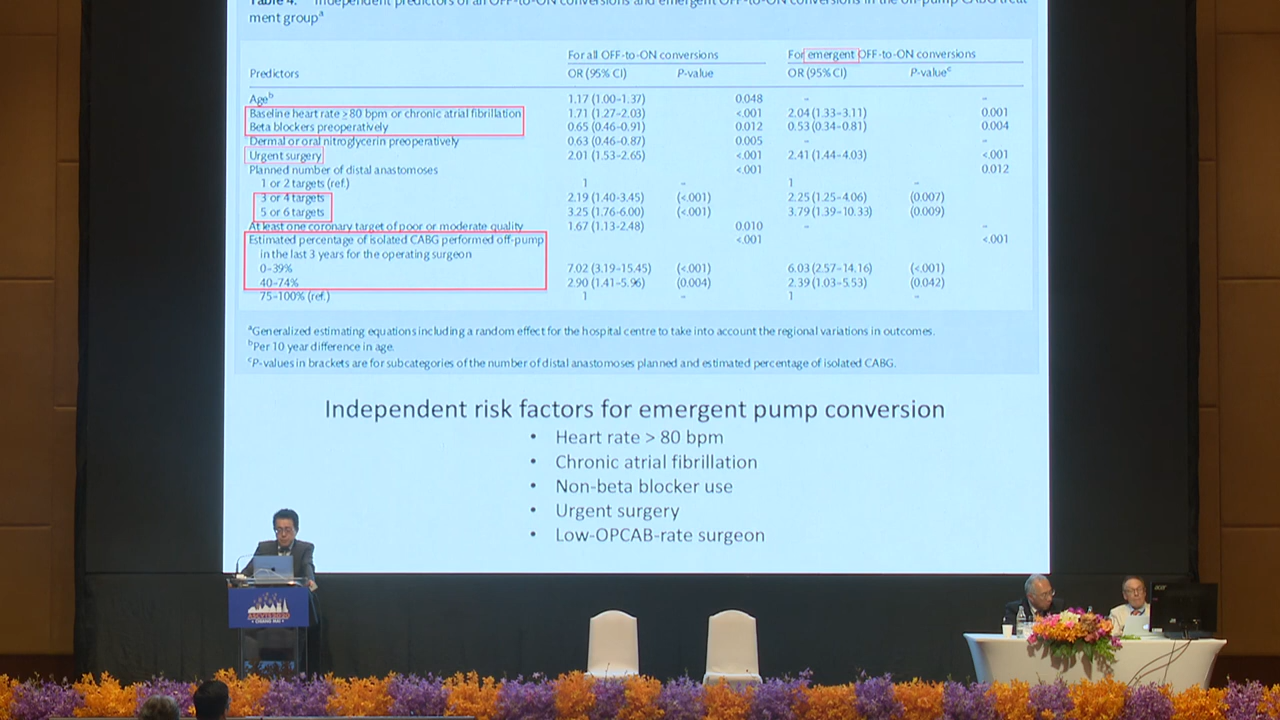 Table 4. Independent predictors of all OFF-to-ON conversions and emergent OFF-to-ON conversions in the off-pump CABG treat
ment groupᵃ
For all OFF-to-ON conversions For emergent OFF-to-ON conversions
Predictors OR (95% CI) P-value OR (95% CI) P-valueᶜ
Ageᵇ 1.17 (1.00–1.37) 0.048 – –
Baseline heart rate ≥80 bpm or chronic atrial fibrillation 1.71 (1.27–2.03) <.001 2.04 (1.33–3.11) 0.001
Beta blockers preoperatively 0.65 (0.46–0.91) 0.012 0.53 (0.34–0.81) 0.004
Dermal or oral nitroglycerin preoperatively 0.63 (0.46–0.87) 0.005 – –
Urgent surgery 2.01 (1.53–2.65) <.001 2.41 (1.44–4.03) <.001
Planned number of distal anastomoses <.001 0.012
1 or 2 targets (ref.) 1 – 1 –
3 or 4 targets 2.19 (1.40-3.45) (<.001) 2.25 (1.25–4.06) (0.007)
5 or 6 targets 3.25 (1.76-6.00) (<.001) 3.79 (1.39–10.33) (0.009)
At least one coronary target of poor or moderate quality 1.67 (1.13-2.48) 0.010 – –
Estimated percentage of isolated CABG performed off-pump <.001 <.001
in the last 3 years for the operating surgeon
0–39% 7.02 (3.19–15.45) (<.001) 6.03 (2.57–14.16) (<.001)
40–74% 2.90 (1.41–5.96) (0.004) 2.39 (1.03–5.53) (0.042)
75–100% (ref.) 1 – 1 –
ᵃGeneralized estimating equations including a random effect for the hospital centre to take into account the regional variations in outcomes.
ᵇPer 10 year difference in age.
ᶜP-values in brackets are for subcategories of the number of distal anastomoses planned and estimated percentage of isolated CABG.
Independent risk factors for emergent pump conversion
• Heart rate > 80 bpm
• Chronic atrial fibrillation
• Non-beta blocker use
• Urgent surgery
• Low-OPCAB-rate surgeon
CHIANG MAI
acer